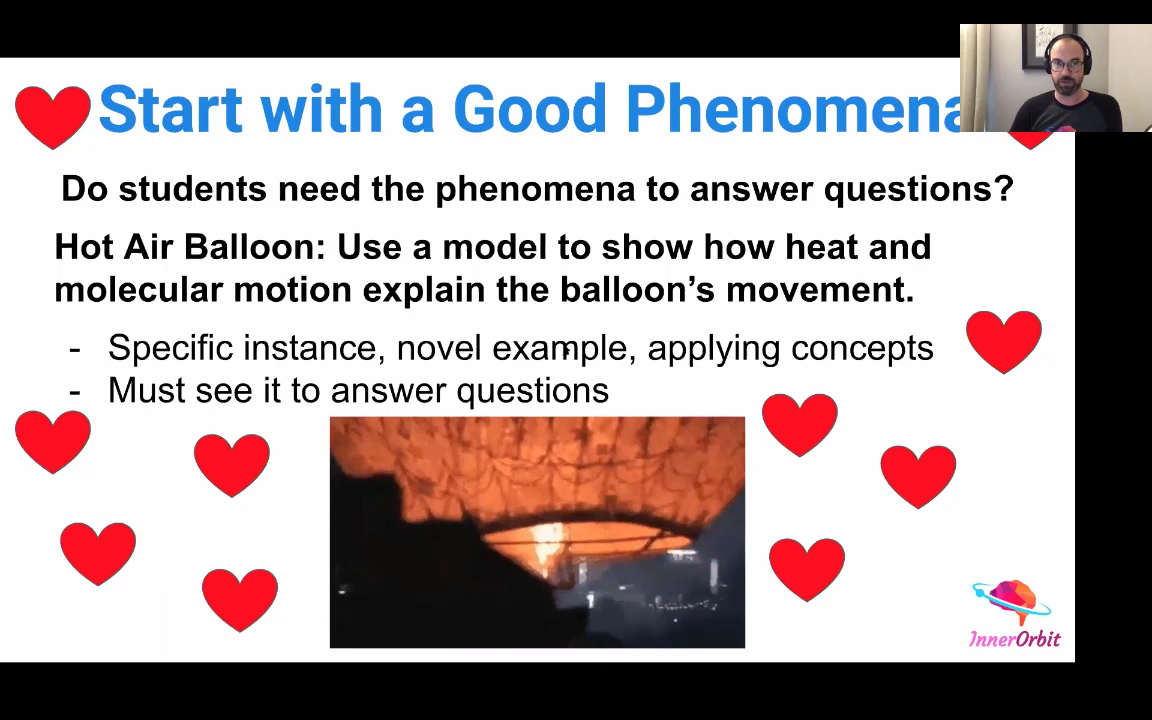 Start with a Good Phenomena
Do students need the phenomena to answer questions?
Hot Air Balloon: Use a model to show how heat and
molecular motion explain the balloon’s movement.
- Specific instance, novel example, applying concepts
- Must see it to answer questions
InnerOrbit